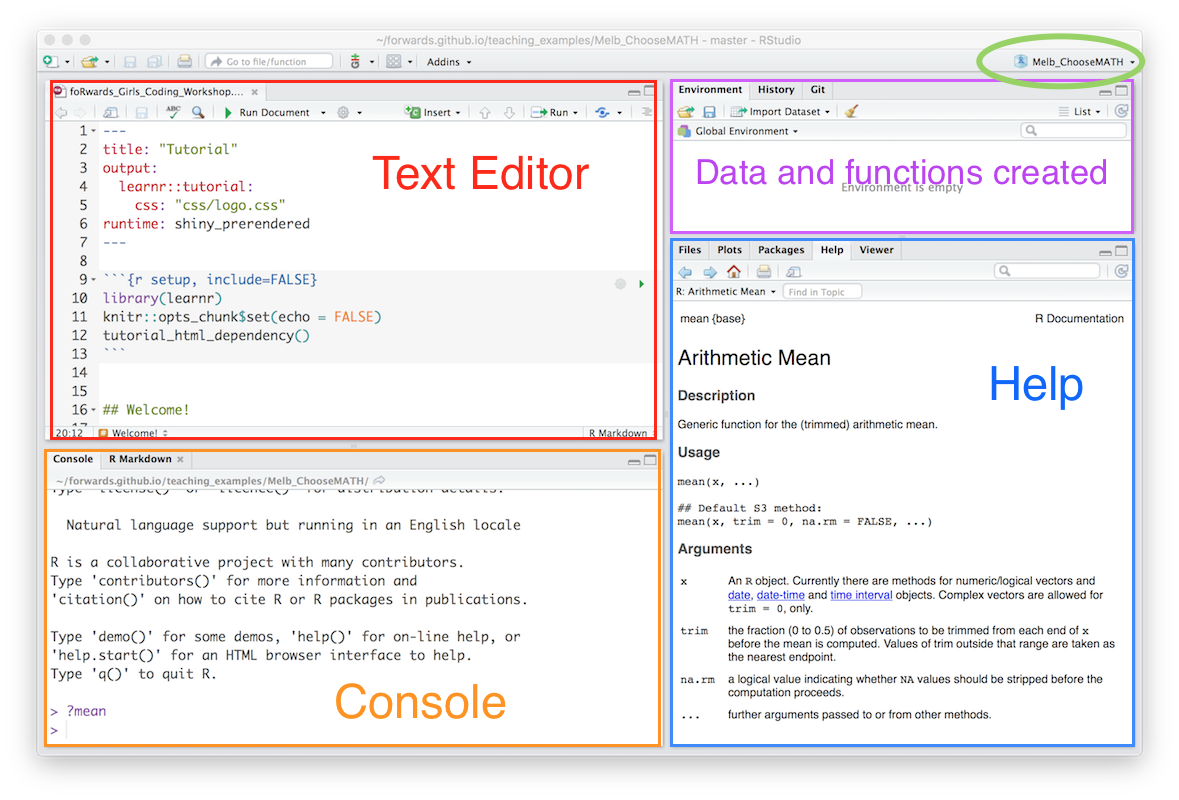 ~/forwards.github.io/teaching_examples/Melb_ChooseMATH - master - RStudio
Go to file/function
Addins
Melb_ChooseMATH
foRwards_Girls_Coding_Workshop....
ABC
Run Document
Insert
Run
1 ---
2 title: "Tutorial"
3 output:
4 learnr::tutorial:
5 css: "css/logo.css"
6 runtime: shiny_prerendered
7 ---
8
9 ```{r setup, include=FALSE}
10 library(learnr)
11 knitr::opts_chunk$set(echo = FALSE)
12 tutorial_html_dependency()
13 ```
14
15
16 ## Welcome!
17
20:12 Welcome! R Markdown
Text Editor
Console R Markdown
~/forwards.github.io/teaching_examples/Melb_ChooseMATH/
Type 'license()' or 'licence()' for distribution details.
Natural language support but running in an English locale
R is a collaborative project with many contributors.
Type 'contributors()' for more information and
'citation()' on how to cite R or R packages in publications.
Type 'demo()' for some demos, 'help()' for on-line help, or
'help.start()' for an HTML browser interface to help.
Type 'q()' to quit R.
> ?mean
>
Console
Environment History Git
Import Dataset List
Global Environment
Data and functions created
Environment is empty
Files Plots Packages Help Viewer
R: Arithmetic Mean Find in Topic
mean {base} R Documentation
Arithmetic Mean
Help
Description
Generic function for the (trimmed) arithmetic mean.
Usage
mean(x, ...)
## Default S3 method:
mean(x, trim = 0, na.rm = FALSE, ...)
Arguments
x An R object. Currently there are methods for numeric/logical vectors and
date, date-time and time interval objects. Complex vectors are allowed for
trim = 0, only.
trim the fraction (0 to 0.5) of observations to be trimmed from each end of x
before the mean is computed. Values of trim outside that range are taken as
the nearest endpoint.
na.rm a logical value indicating whether NA values should be stripped before the
computation proceeds.
... further arguments passed to or from other methods.